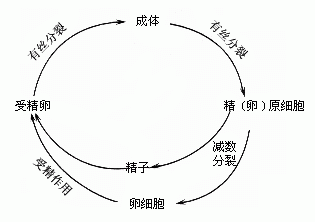 成体
有丝分裂
有丝分裂
受精卵
精（卵）原细胞
减数
分裂
精子
受精作用
卵细胞